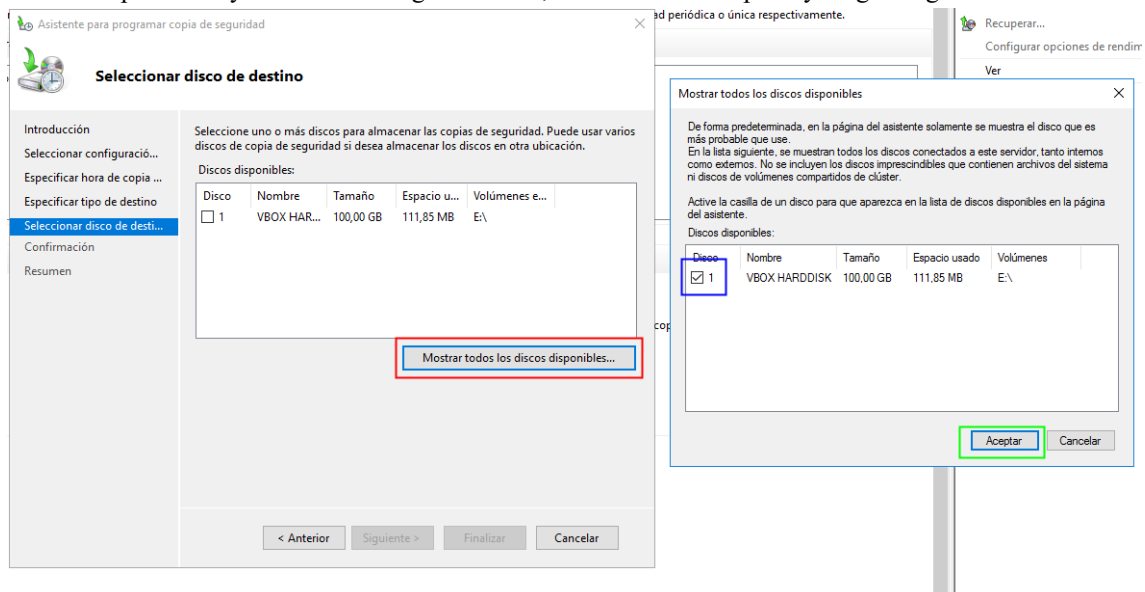 Asistente para programar copia de seguridad
Seleccionar disco de destino
Introducción
Seleccionar configuració...
Especificar hora de copia ...
Especificar tipo de destino
Seleccionar disco de desti...
Confirmación
Resumen
Seleccione uno o más discos para almacenar las copias de seguridad. Puede usar varios
discos de copia de seguridad si desea almacenar los discos en otra ubicación.
Discos disponibles:
Disco Nombre Tamaño Espacio u... Volúmenes e...
1 VBOX HAR... 100,00 GB 111,85 MB E:\
Mostrar todos los discos disponibles...
< Anterior Siguiente > Finalizar Cancelar
ad periódica o única respectivamente.
cop
Recuperar...
Configurar opciones de rendim
Ver
Mostrar todos los discos disponibles
De forma predeterminada, en la página del asistente solamente se muestra el disco que es
más probable que use.
En la lista siguiente, se muestran todos los discos conectados a este servidor, tanto internos
como externos. No se incluyen los discos imprescindibles que contienen archivos del sistema
ni discos de volúmenes compartidos de clúster.
Active la casilla de un disco para que aparezca en la lista de discos disponibles en la página
del asistente.
Discos disponibles:
Disco Nombre Tamaño Espacio usado Volúmenes
1 VBOX HARDDISK 100,00 GB 111,85 MB E:\
Aceptar Cancelar